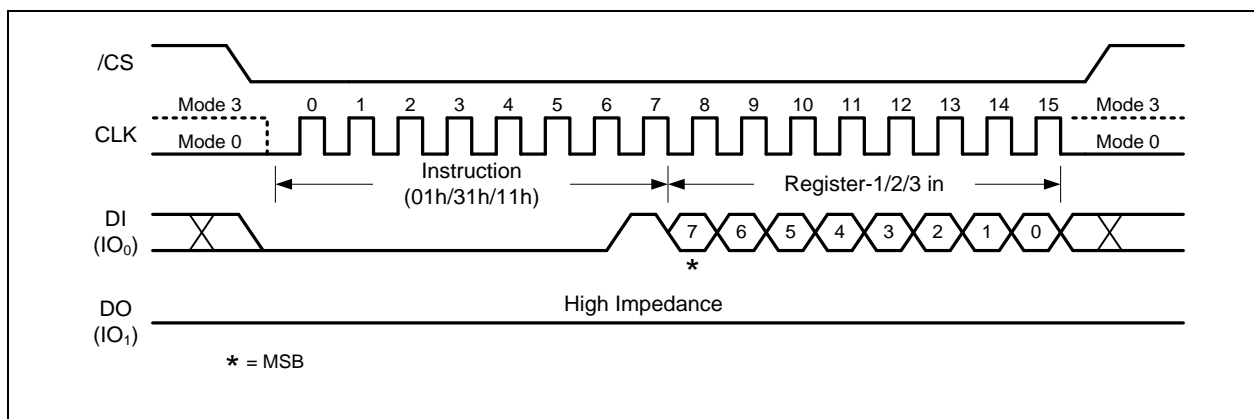 /CS
Mode 3 0 1 2 3 4 5 6 7 8 9 10 11 12 13 14 15 Mode 3
CLK
Mode 0 Mode 0
Instruction
(01h/31h/11h)
Register-1/2/3 in
DI
(IO0)
7 6 5 4 3 2 1 0
*
DO
(IO1)
High Impedance
* = MSB